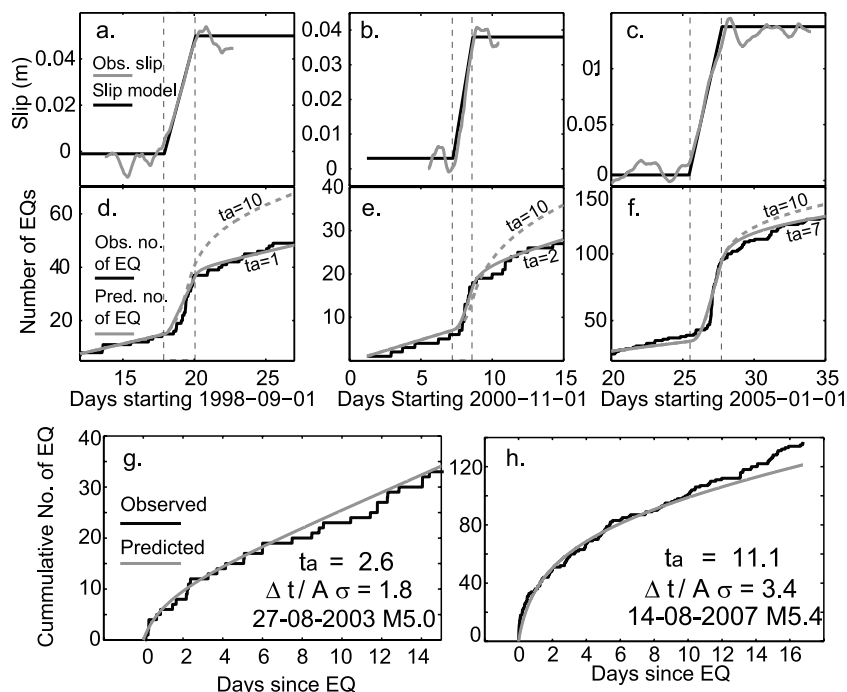 a.
b.
c.
Slip (m)
0.04
0.02
0
Obs. slip
Slip model
0.04
0.03
0.02
0.01
0
01
0.05
0
d.
e.
f.
Number of EQs
60
40
20
Obs. no.
of EQ
Pred. no.
of EQ
ta=10
ta=1
40
30
20
10
0
ta=10
ta=2
150
100
50
ta=10
ta=7
15 20 25
Days starting 1998−09−01
0 5 10 15
Days Starting 2000−11−01
20 25 30 35
Days starting 2005−01−01
g.
h.
Cummulative No. of EQ
40
30
20
10
0
Observed
Predicted
ta = 2.6
Δ t / A σ = 1.8
27-08-2003 M5.0
0 2 4 6 8 10 12 14
Days since EQ
120
80
40
0
ta = 11.1
Δ t / A σ = 3.4
14-08-2007 M5.4
0 2 4 6 8 10 12 14 16
Days since EQ